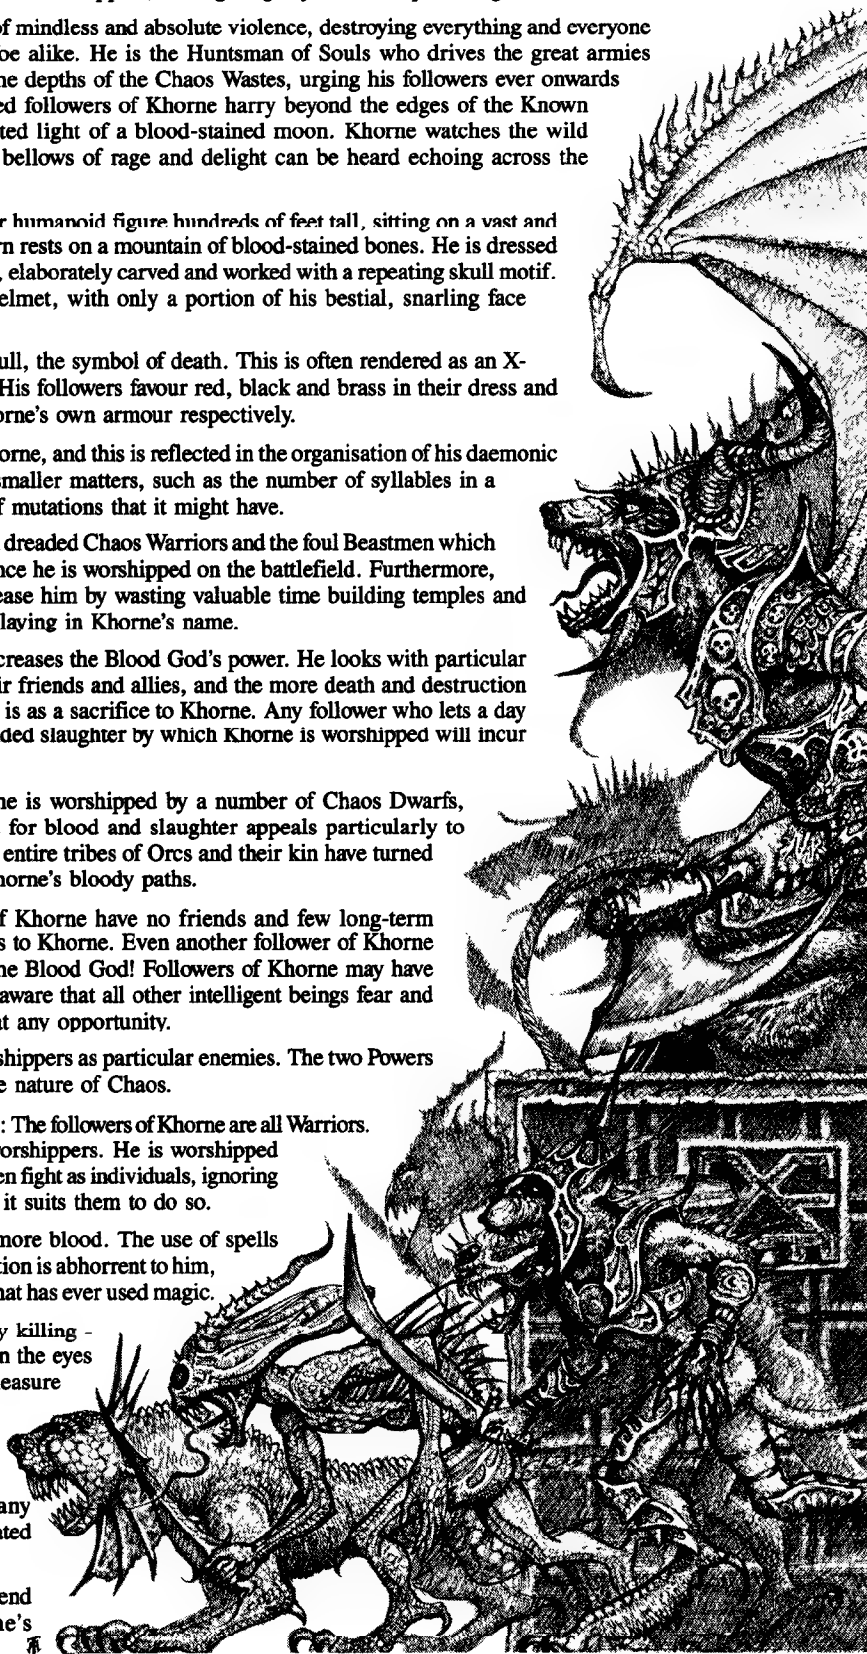 of mindless and absolute violence, destroying everything and everyone
oe alike. He is the Huntsman of Souls who drives the great armies
he depths of the Chaos Wastes, urging his followers ever onwards
ed followers of Khorne harry beyond the edges of the Known
ted light of a blood-stained moon. Khorne watches the wild
bellows of rage and delight can be heard echoing across the
r humanoid figure hundreds of feet tall, sitting on a vast and
rn rests on a mountain of blood-stained bones. He is dressed
, elaborately carved and worked with a repeating skull motif.
elmet, with only a portion of his bestial, snarling face
ull, the symbol of death. This is often rendered as an X-
His followers favour red, black and brass in their dress and
orne's own armour respectively.
orne, and this is reflected in the organisation of his daemonic
smaller matters, such as the number of syllables in a
f mutations that it might have.
dreaded Chaos Warriors and the foul Beastmen which
nce he is worshipped on the battlefield. Furthermore,
ease him by wasting valuable time building temples and
laying in Khorne's name.
creases the Blood God's power. He looks with particular
ir friends and allies, and the more death and destruction
is as a sacrifice to Khorne. Any follower who lets a day
ded slaughter by which Khorne is worshipped will incur
ne is worshipped by a number of Chaos Dwarfs,
for blood and slaughter appeals particularly to
entire tribes of Orcs and their kin have turned
horne's bloody paths.
f Khorne have no friends and few long-term
s to Khorne. Even another follower of Khorne
he Blood God! Followers of Khorne may have
aware that all other intelligent beings fear and
at any opportunity.
shippers as particular enemies. The two Powers
e nature of Chaos.
: The followers of Khorne are all Warriors.
orshippers. He is worshipped
en fight as individuals, ignoring
it suits them to do so.
more blood. The use of spells
tion is abhorrent to him,
hat has ever used magic.
y killing -
n the eyes
easure
any
ated
end
ne's